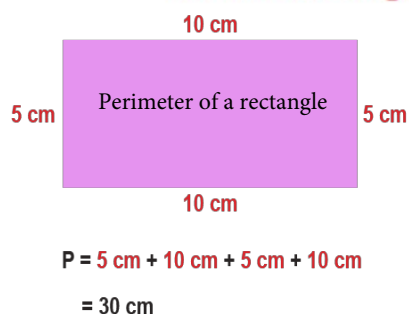 10 cm
Perimeter of a rectangle
5 cm
5 cm
10 cm
P = 5 cm + 10 cm + 5 cm + 10 cm
= 30 cm